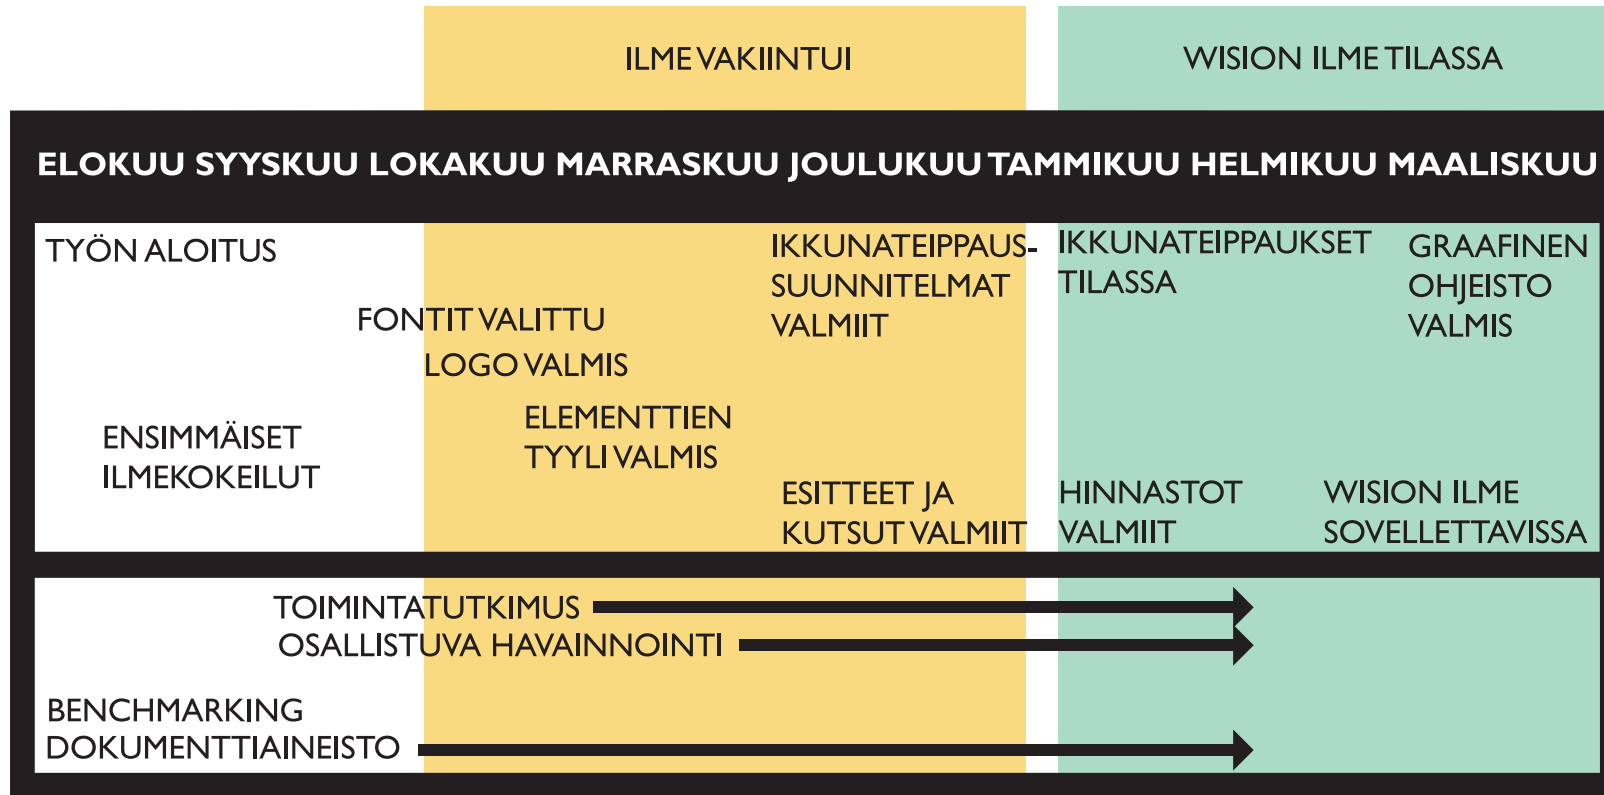 ILME VAKIINTUI
WISION ILME TILASSA
ELOKUU SYYSKUU LOKAKUU MARRASKUU JOULUKUU TAMMIKUU HELMIKUU MAALISKUU
TYÖN ALOITUS
FONTIT VALITTU
LOGO VALMIS
ENSIMMÄISET
ILMEKOKEILUT
ELEMENTTIEN
TYYLI VALMIS
IKKUNATEIPPAUS-
SUUNNITELMAT
VALMIIT
ESITTEET JA
KUTSUT VALMIIT
IKKUNATEIPPAUKSET
TILASSA
HINNASTOT
VALMIIT
GRAAFINEN
OHJEISTO
VALMIS
WISION ILME
SOVELLETTAVISSA
TOIMINTATUTKIMUS
OSALLISTUVA HAVAINNOINTI
BENCHMARKING
DOKUMENTTIAINEISTO